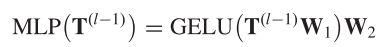 MLP(𝐓⁽ˡ⁻¹⁾) = GELU(𝐓⁽ˡ⁻¹⁾𝐖₁)𝐖₂